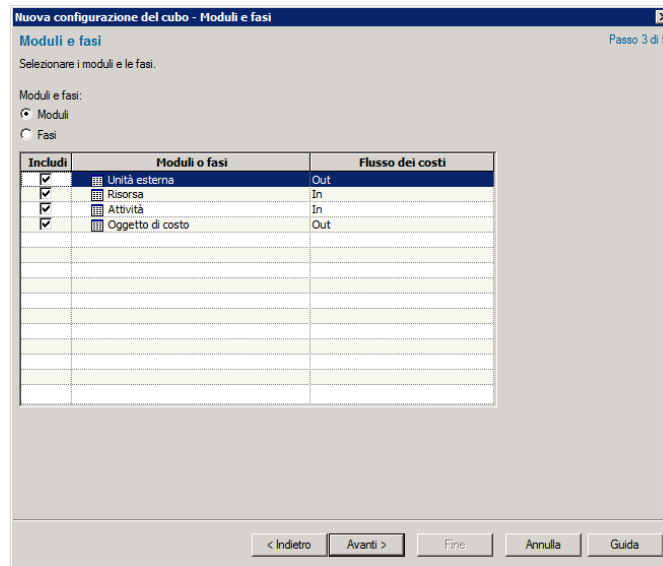 Nuova configurazione del cubo - Moduli e fasi
Moduli e fasi
Passo 3 di
Selezionare i moduli e le fasi.
Moduli e fasi:
Moduli
Fasi
Includi Moduli o fasi Flusso dei costi
Unità esterna Out
Risorsa In
Attività In
Oggetto di costo Out
< Indietro Avanti > Fine Annulla Guida